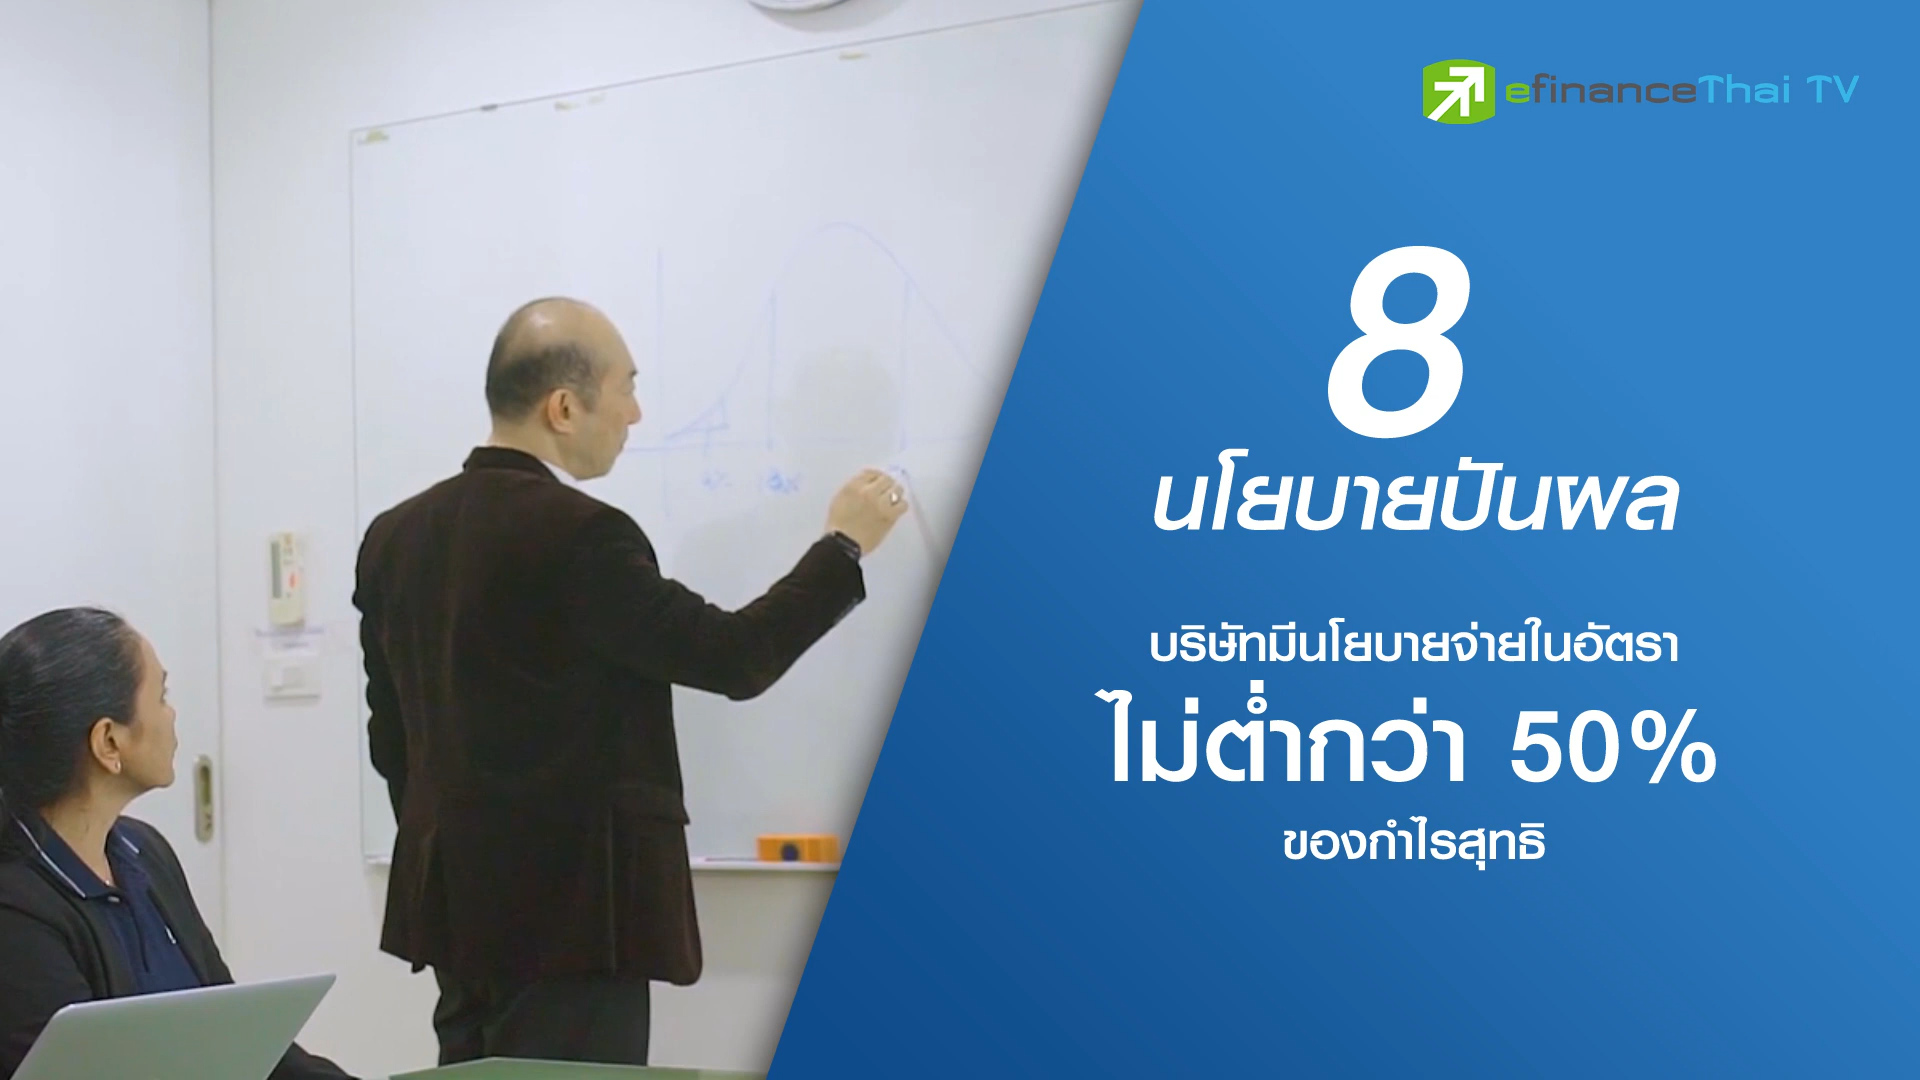 efinanceThai TV
8
นโยบายปันผล
บริษัทมีนโยบายจ่ายในอัตรา
ไม่ต่ำกว่า 50%
ของกำไรสุทธิ